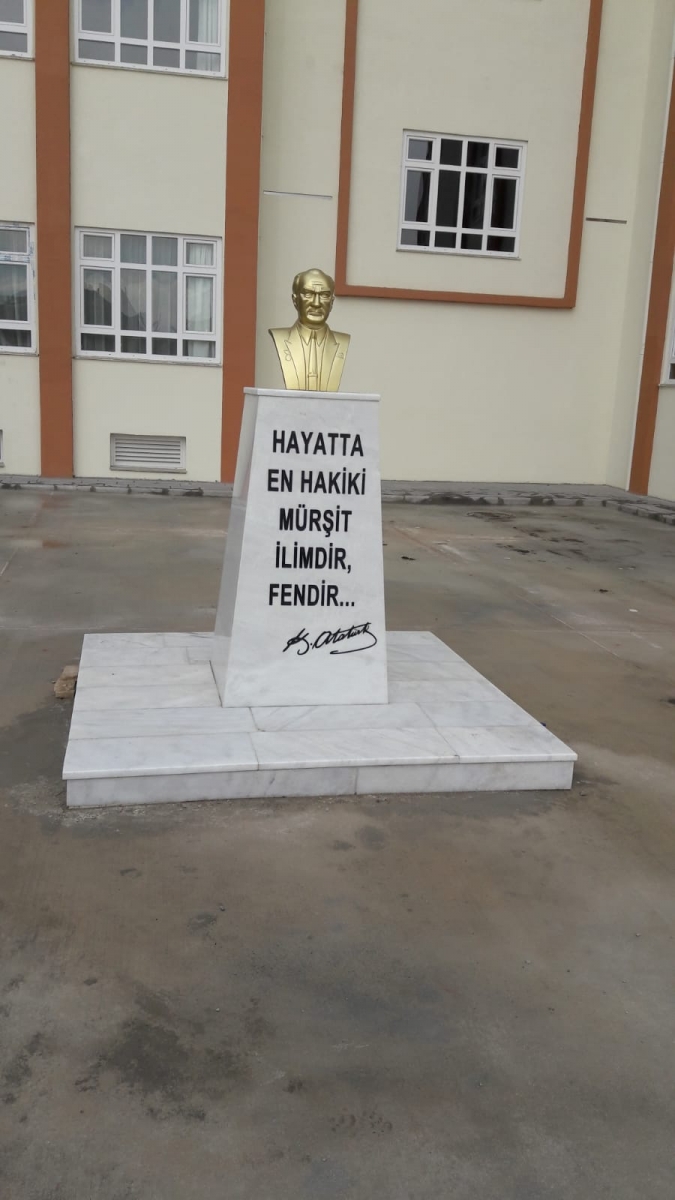 HAYATTA
EN HAKİKİ
MÜRŞİT
İLİMDİR,
FENDİR...
K. Atatürk